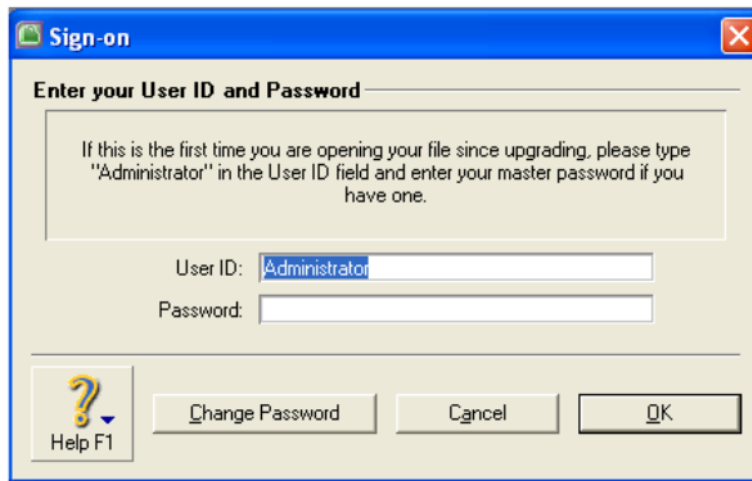 Sign-on
Enter your User ID and Password
If this is the first time you are opening your file since upgrading, please type
"Administrator" in the User ID field and enter your master password if you
have one.
User ID: Administrator
Password:
Help F1
Change Password
Cancel
OK